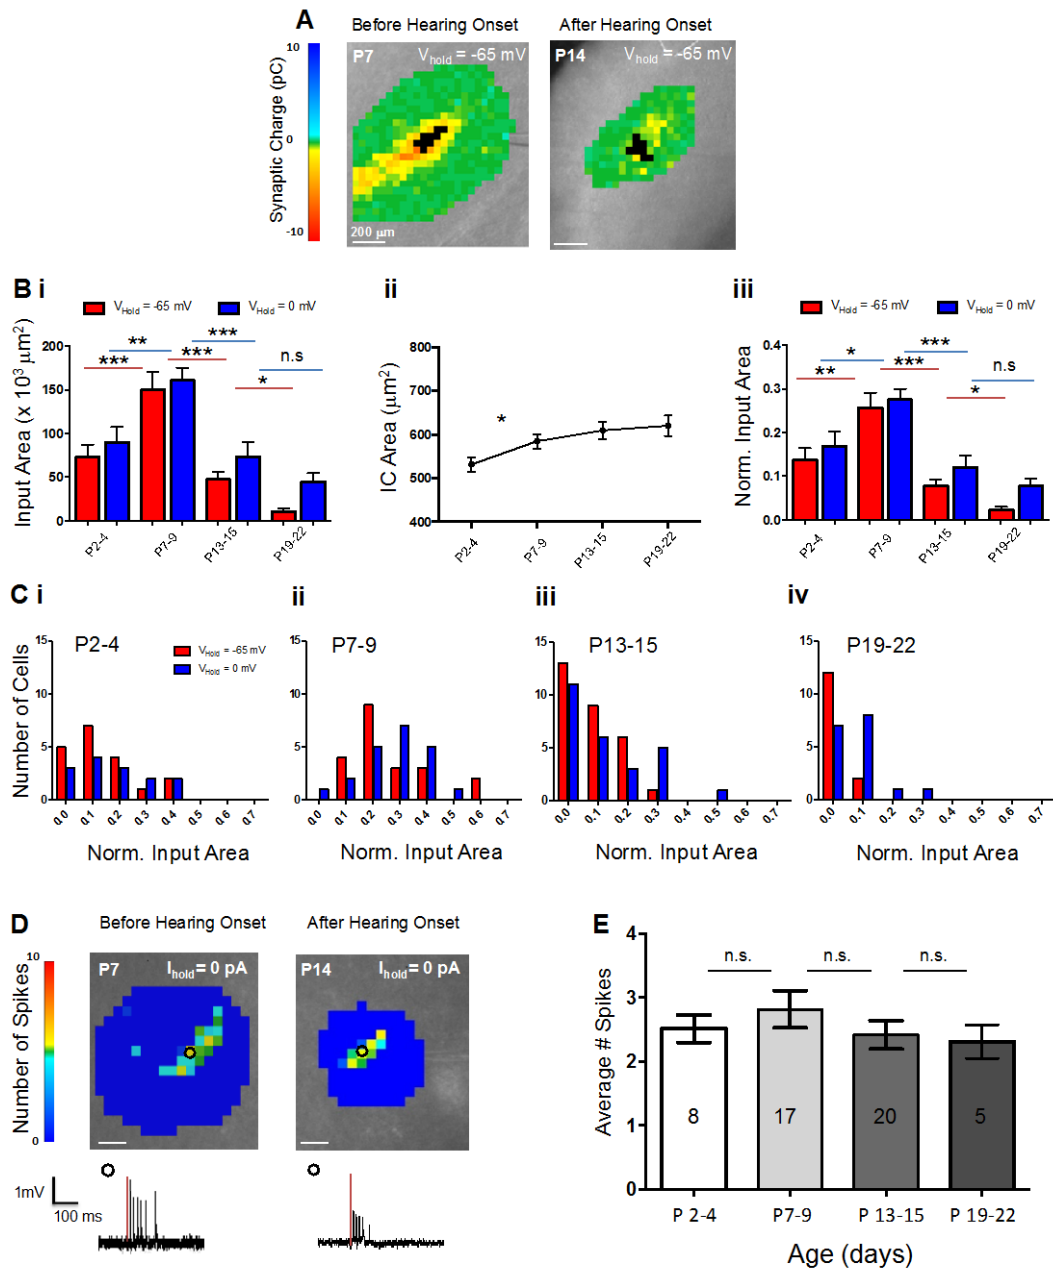 A
Before Hearing Onset
After Hearing Onset
Synaptic Charge (pC)
10
0
-10
P7
Vhold = -65 mV
200 µm
P14
Vhold = -65 mV
B i
VHold = -65 mV
VHold = 0 mV
Input Area (x 10³ µm²)
200
150
100
50
0
***
**
***
***
*
n.s
P2-4
P7-9
P13-15
P19-22
ii
IC Area (µm²)
800
700
600
500
400
*
P2-4
P7-9
P13-15
P19-22
iii
VHold = -65 mV
VHold = 0 mV
Norm. Input Area
0.4
0.3
0.2
0.1
0.0
**
*
***
***
*
n.s
P2-4
P7-9
P13-15
P19-22
C i
Number of Cells
P2-4
VHold = -65 mV
VHold = 0 mV
15
10
5
0
0.0 0.1 0.2 0.3 0.4 0.5 0.6 0.7
Norm. Input Area
ii
P7-9
15
10
5
0
0.0 0.1 0.2 0.3 0.4 0.5 0.6 0.7
Norm. Input Area
iii
P13-15
15
10
5
0
0.0 0.1 0.2 0.3 0.4 0.5 0.6 0.7
Norm. Input Area
iv
P19-22
15
10
5
0
0.0 0.1 0.2 0.3 0.4 0.5 0.6 0.7
Norm. Input Area
D
Before Hearing Onset
After Hearing Onset
Number of Spikes
10
0
P7
Ihold = 0 pA
P14
Ihold = 0 pA
1mV
100 ms
E
Average # Spikes
4
3
2
1
0
n.s.
n.s.
n.s.
8
17
20
5
P 2-4
P7-9
P 13-15
P 19-22
Age (days)